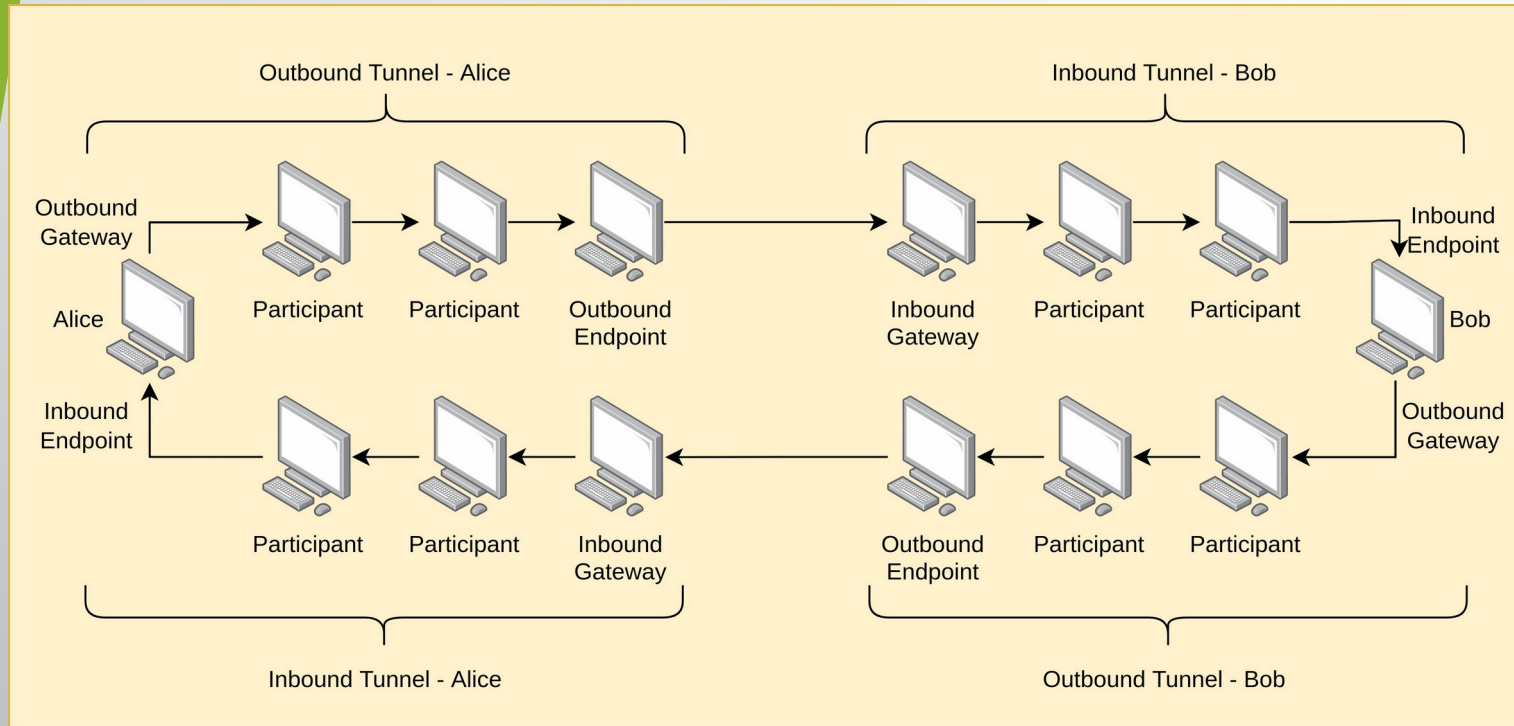 Outbound Tunnel - Alice
Inbound Tunnel - Bob
Outbound
Gateway
Inbound
Endpoint
Alice
Participant
Participant
Outbound
Endpoint
Inbound
Gateway
Participant
Participant
Bob
Inbound
Endpoint
Outbound
Gateway
Participant
Participant
Inbound
Gateway
Outbound
Endpoint
Participant
Participant
Inbound Tunnel - Alice
Outbound Tunnel - Bob